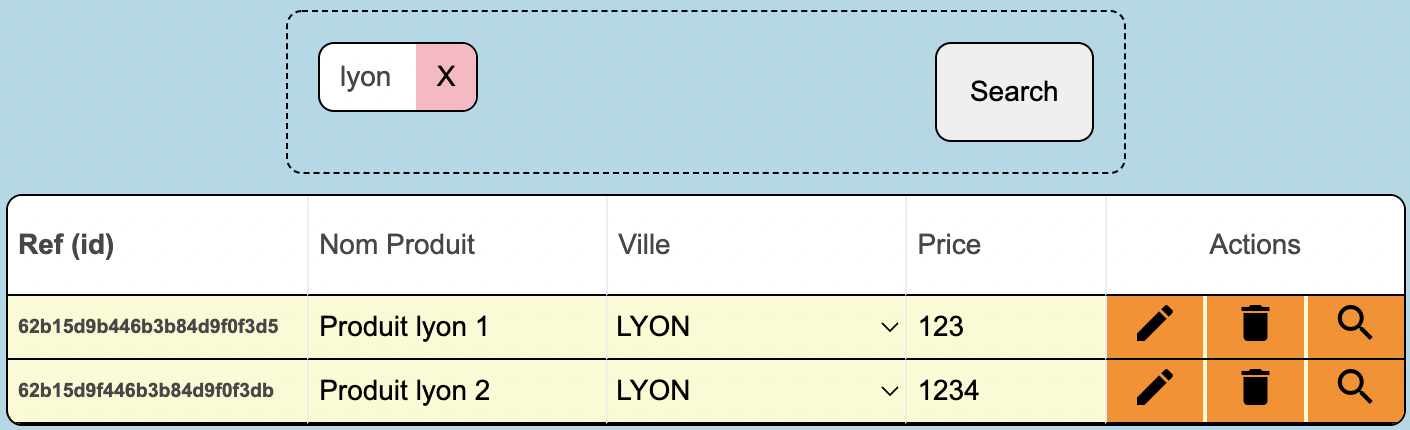 lyon X
Search
Ref (id) Nom Produit Ville Price Actions
62b15d9b446b3b84d9f0f3d5 Produit lyon 1 LYON 123
62b15d9f446b3b84d9f0f3db Produit lyon 2 LYON 1234